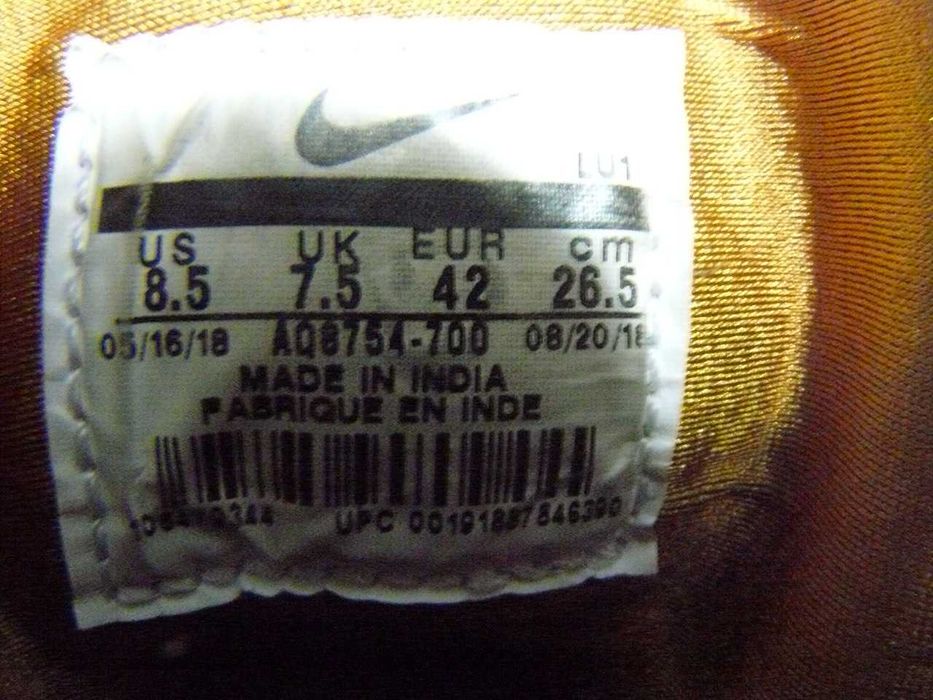 LU1
US UK EUR cm
8.5 7.5 42 26.5
05/16/18 AQ8754-700 08/20/18
MADE IN INDIA
FABRIQUE EN INDE
UPC